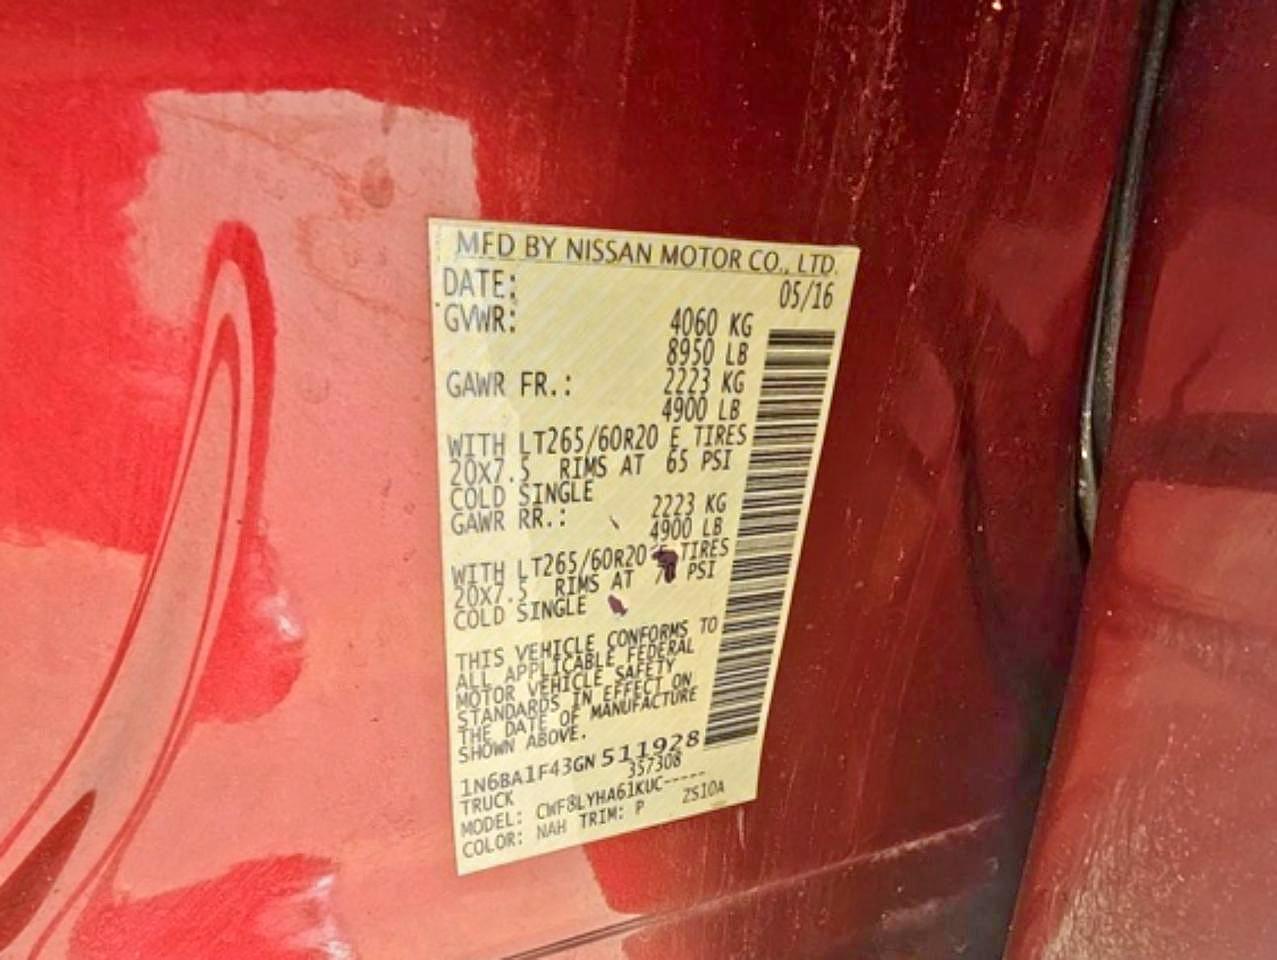 MFD BY NISSAN MOTOR CO., LTD.
DATE: 05/16
GVWR: 4060 KG
8950 LB
GAWR FR.: 2223 KG
4900 LB
WITH LT265/60R20 E TIRES
20x7.5 RIMS AT 65 PSI
COLD SINGLE
GAWR RR.: 2223 KG
4900 LB
WITH LT265/60R20 TIRES
20x7.5 RIMS AT PSI
COLD SINGLE
THIS VEHICLE CONFORMS TO
ALL APPLICABLE FEDERAL
MOTOR VEHICLE SAFETY
STANDARDS IN EFFECT ON
THE DATE OF MANUFACTURE
SHOWN ABOVE.
1N6BA1F43GN511928
357308
TRUCK
MODEL: CWF8LYHA61KUC-----
COLOR: NAH TRIM: P ZS10A